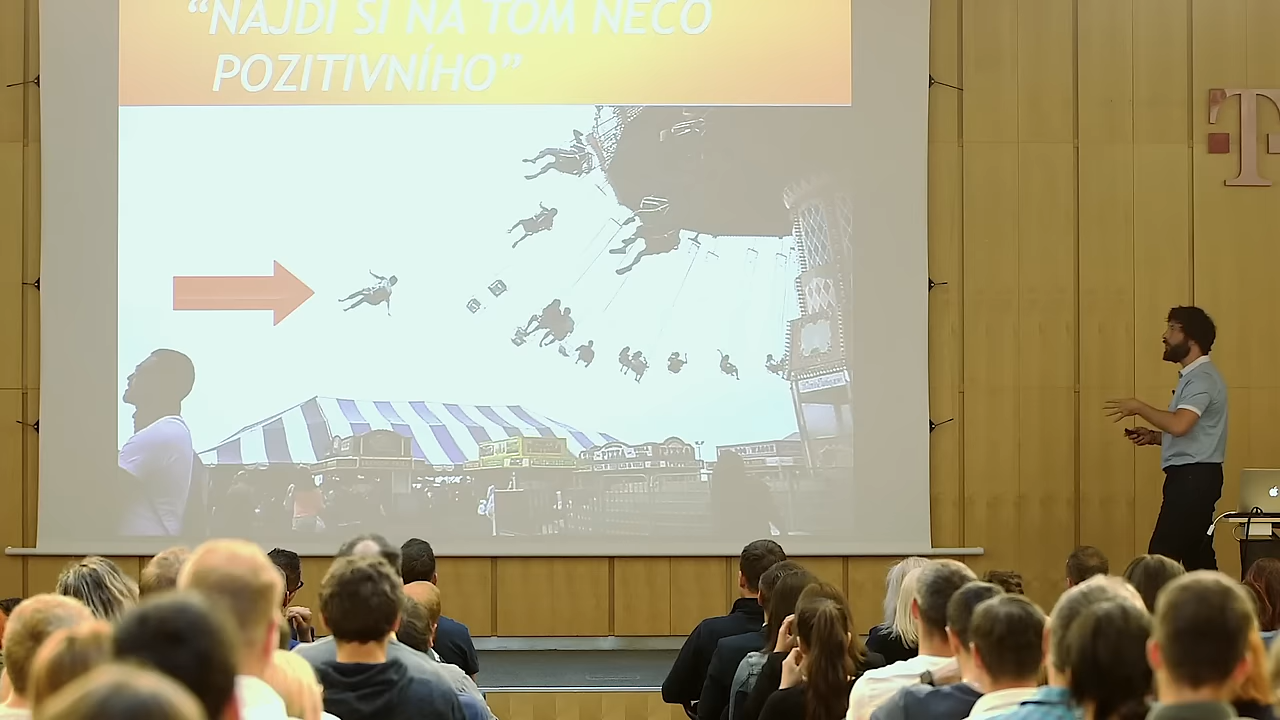 “NAJDI SI NA TOM NĚCO
POZITIVNÍHO”
T